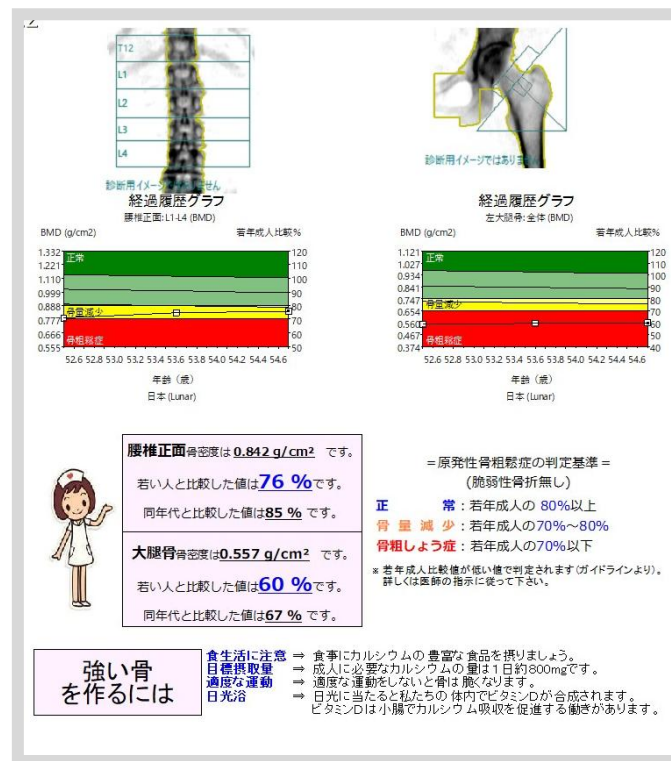 T12
L1
L2
L3
L4
診断用イメージではありません
経過履歴グラフ
腰椎正面:L1-L4 (BMD)
BMD (g/cm2) 若年成人比較%
1.332 120
1.221 110
1.110 100
0.999 90
0.888 80
0.777 70
0.666 60
0.555 50
正常
骨量減少
骨粗鬆症
52.6 52.8 53.0 53.2 53.4 53.6 53.8 54.0 54.2 54.4 54.6
年齢（歳）
日本 (Lunar)
診断用イメージではありません
経過履歴グラフ
左大腿骨:全体 (BMD)
BMD (g/cm2) 若年成人比較%
1.121 120
1.027 110
0.934 100
0.841 90
0.747 80
0.654 70
0.560 60
0.467 50
0.374 40
正常
骨量減少
骨粗鬆症
52.6 52.8 53.0 53.2 53.4 53.6 53.8 54.0 54.2 54.4 54.6
年齢（歳）
日本 (Lunar)
腰椎正面骨密度は 0.842 g/cm² です。
若い人と比較した値は 76 %です。
同年代と比較した値は 85 % です。
大腿骨骨密度は0.557 g/cm² です。
若い人と比較した値は 60 %です。
同年代と比較した値は 67 % です。
＝原発性骨粗鬆症の判定基準＝
(脆弱性骨折無し)
正常：若年成人の 80%以上
骨量減少：若年成人の70%～80%
骨粗しょう症：若年成人の70%以下
※ 若年成人比較値が低い値で判定されます(ガイドラインより)。
詳しくは医師の指示に従って下さい。
強い骨
を作るには
食生活に注意 ⇒ 食事にカルシウムの 豊富な食品を摂りましょう。
目標摂取量 ⇒ 成人に必要なカルシウムの 量は１日約800mgです。
適度な運動 ⇒ 適度な運動をしないと骨は 脆くなります。
日光浴 ⇒ 日光に当たると私たちの 体内でビタミンDが合成されます。
ビタミンDは小腸でカルシウム吸収を促進する働きがあります。